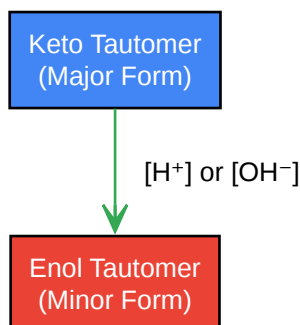 Keto Tautomer
(Major Form)
[H⁺] or [OH⁻]
Enol Tautomer
(Minor Form)